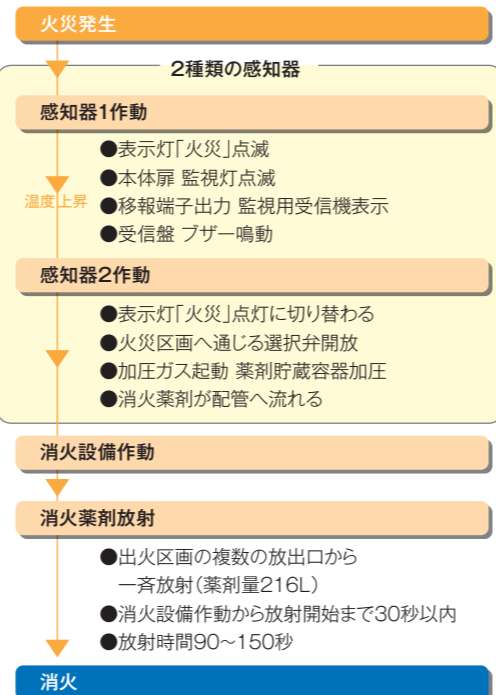 火災発生
2種類の感知器
感知器1作動
●表示灯「火災」点滅
●本体扉 監視灯点滅
温度上昇
●移報端子出力 監視用受信機表示
●受信盤 ブザー鳴動
感知器2作動
●表示灯「火災」点灯に切り替わる
●火災区画へ通じる選択弁開放
●加圧ガス起動 薬剤貯蔵容器加圧
●消火薬剤が配管へ流れる
消火設備作動
消火薬剤放射
●出火区画の複数の放出口から
一斉放射(薬剤量216L)
●消火設備作動から放射開始まで30秒以内
●放射時間90〜150秒
消火